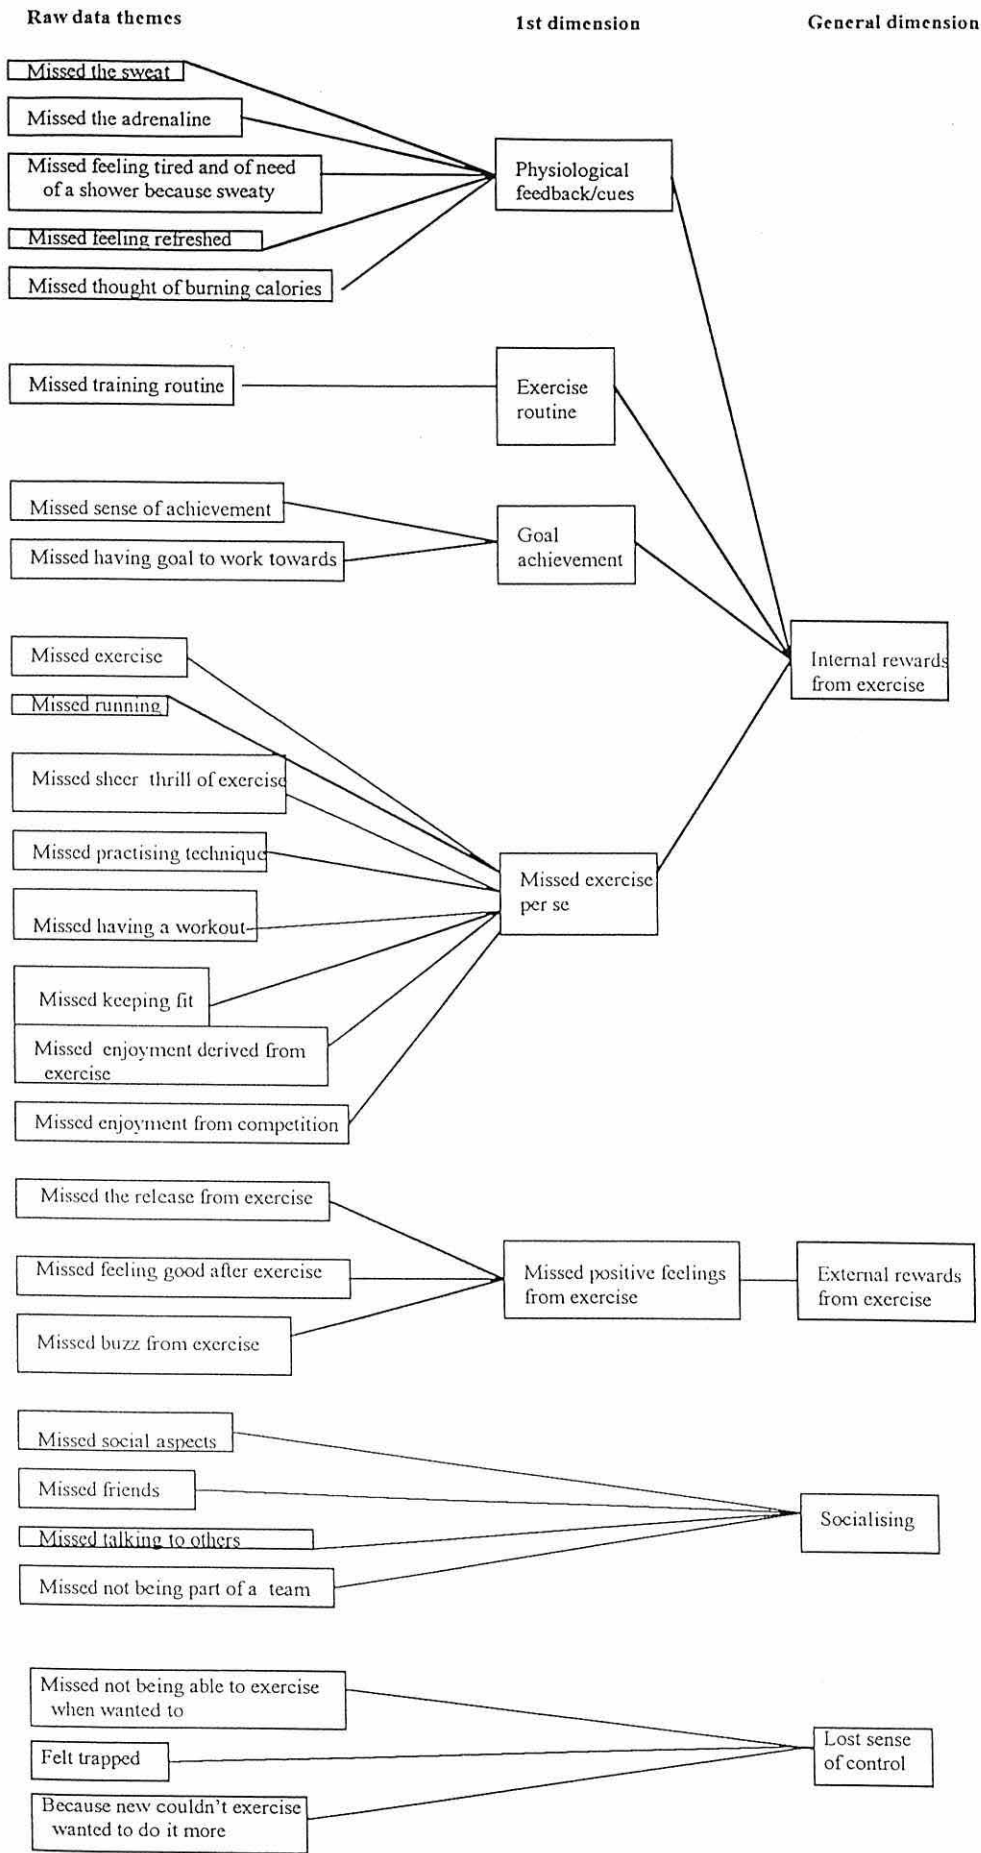 Raw data themes
1st dimension
General dimension
Missed the sweat
Missed the adrenaline
Missed feeling tired and of need
of a shower because sweaty
Missed feeling refreshed
Missed thought of burning calories
Physiological
feedback/cues
Missed training routine
Exercise
routine
Missed sense of achievement
Missed having goal to work towards
Goal
achievement
Internal rewards
from exercise
Missed exercise
Missed running
Missed sheer thrill of exercise
Missed practising technique
Missed having a workout
Missed keeping fit
Missed enjoyment derived from
exercise
Missed enjoyment from competition
Missed exercise
per se
Missed the release from exercise
Missed feeling good after exercise
Missed buzz from exercise
Missed positive feelings
from exercise
External rewards
from exercise
Missed social aspects
Missed friends
Missed talking to others
Missed not being part of a team
Socialising
Missed not being able to exercise
when wanted to
Felt trapped
Because new couldn't exercise
wanted to do it more
Lost sense
of control